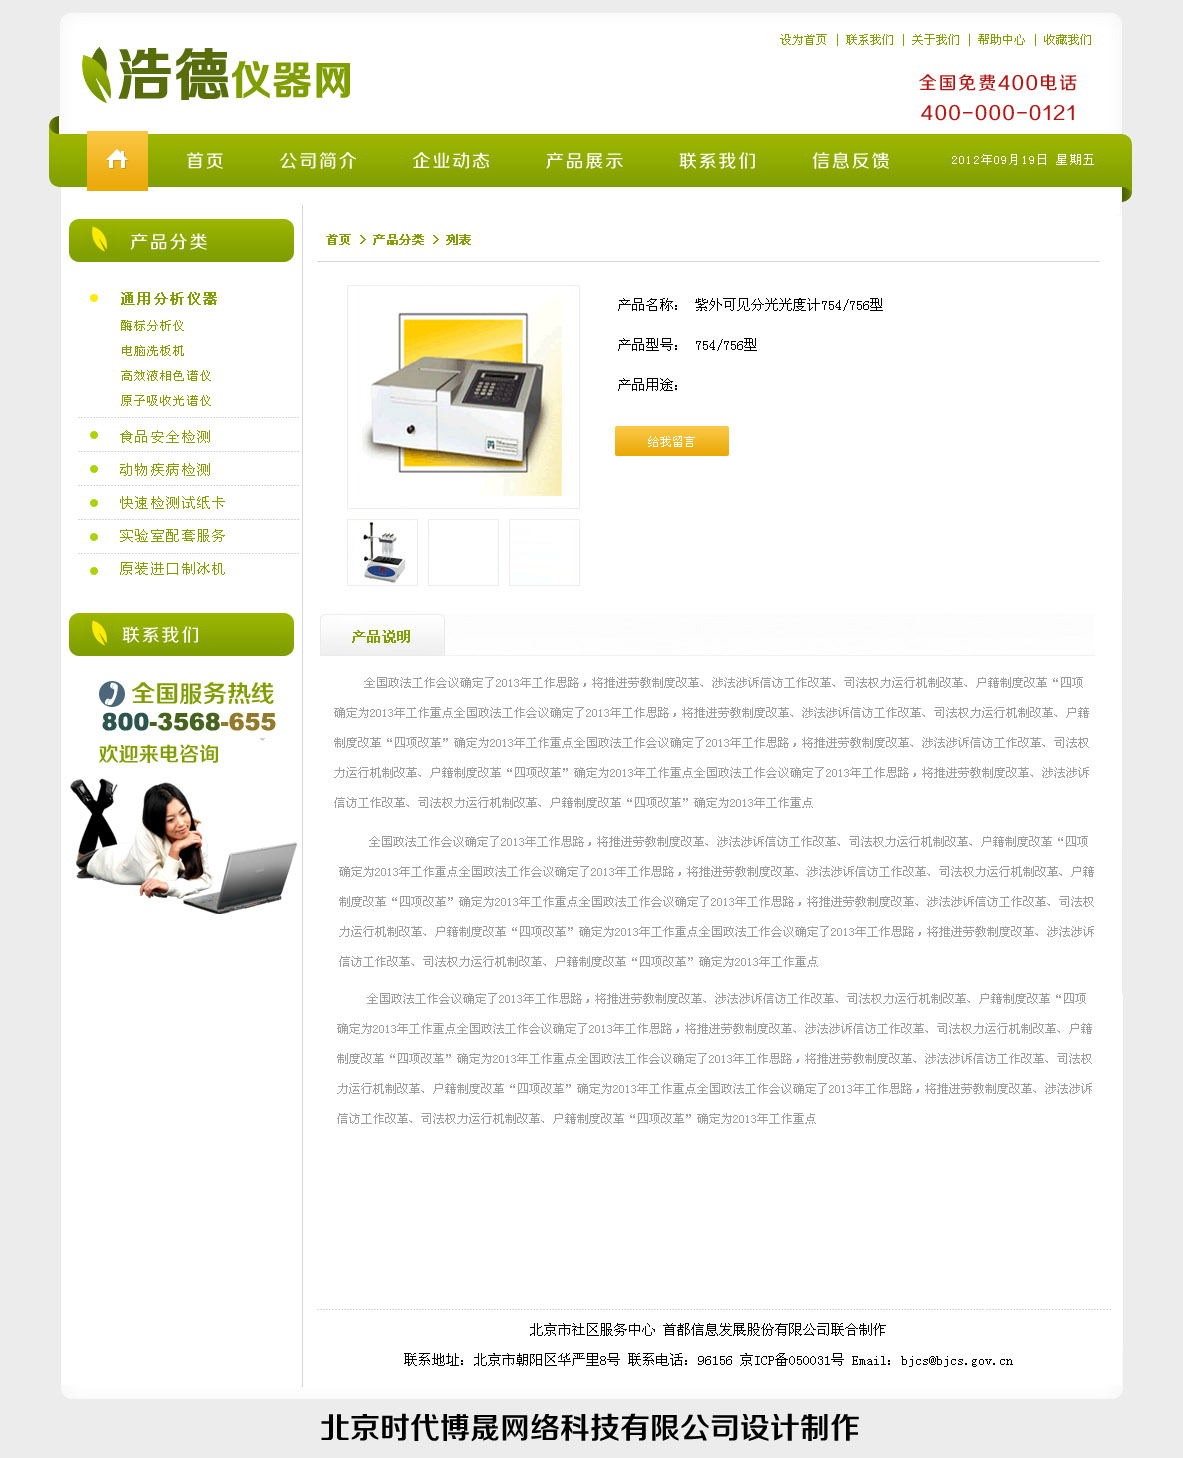 设为首页 | 联系我们 | 关于我们 | 帮助中心 | 收藏我们
浩德仪器网
全国免费400电话
400-000-0121
首页 公司简介 企业动态 产品展示 联系我们 信息反馈 2012年09月19日 星期五
产品分类
通用分析仪器
酶标分析仪
电脑洗板机
高效液相色谱仪
原子吸收光谱仪
食品安全检测
动物疾病检测
快速检测试纸卡
实验室配套服务
原装进口制冰机
联系我们
全国服务热线
800-3568-655
欢迎来电咨询
首页 > 产品分类 > 列表
产品名称： 紫外可见分光光度计754/756型
产品型号： 754/756型
产品用途：
给我留言
产品说明
全国政法工作会议确定了2013年工作思路，将推进劳教制度改革、涉法涉诉信访工作改革、司法权力运行机制改革、户籍制度改革“四项
确定为2013年工作重点全国政法工作会议确定了2013年工作思路，将推进劳教制度改革、涉法涉诉信访工作改革、司法权力运行机制改革、户籍
制度改革“四项改革”确定为2013年工作重点全国政法工作会议确定了2013年工作思路，将推进劳教制度改革、涉法涉诉信访工作改革、司法权
力运行机制改革、户籍制度改革“四项改革”确定为2013年工作重点全国政法工作会议确定了2013年工作思路，将推进劳教制度改革、涉法涉诉
信访工作改革、司法权力运行机制改革、户籍制度改革“四项改革”确定为2013年工作重点
全国政法工作会议确定了2013年工作思路，将推进劳教制度改革、涉法涉诉信访工作改革、司法权力运行机制改革、户籍制度改革“四项
确定为2013年工作重点全国政法工作会议确定了2013年工作思路，将推进劳教制度改革、涉法涉诉信访工作改革、司法权力运行机制改革、户籍
制度改革“四项改革”确定为2013年工作重点全国政法工作会议确定了2013年工作思路，将推进劳教制度改革、涉法涉诉信访工作改革、司法权
力运行机制改革、户籍制度改革“四项改革”确定为2013年工作重点全国政法工作会议确定了2013年工作思路，将推进劳教制度改革、涉法涉诉
信访工作改革、司法权力运行机制改革、户籍制度改革“四项改革”确定为2013年工作重点
全国政法工作会议确定了2013年工作思路，将推进劳教制度改革、涉法涉诉信访工作改革、司法权力运行机制改革、户籍制度改革“四项
确定为2013年工作重点全国政法工作会议确定了2013年工作思路，将推进劳教制度改革、涉法涉诉信访工作改革、司法权力运行机制改革、户籍
制度改革“四项改革”确定为2013年工作重点全国政法工作会议确定了2013年工作思路，将推进劳教制度改革、涉法涉诉信访工作改革、司法权
力运行机制改革、户籍制度改革“四项改革”确定为2013年工作重点全国政法工作会议确定了2013年工作思路，将推进劳教制度改革、涉法涉诉
信访工作改革、司法权力运行机制改革、户籍制度改革“四项改革”确定为2013年工作重点
北京市社区服务中心 首都信息发展股份有限公司联合制作
联系地址：北京市朝阳区华严里8号 联系电话：96156 京ICP备050031号 Email：bjcs@bjcs.gov.cn
北京时代博晟网络科技有限公司设计制作